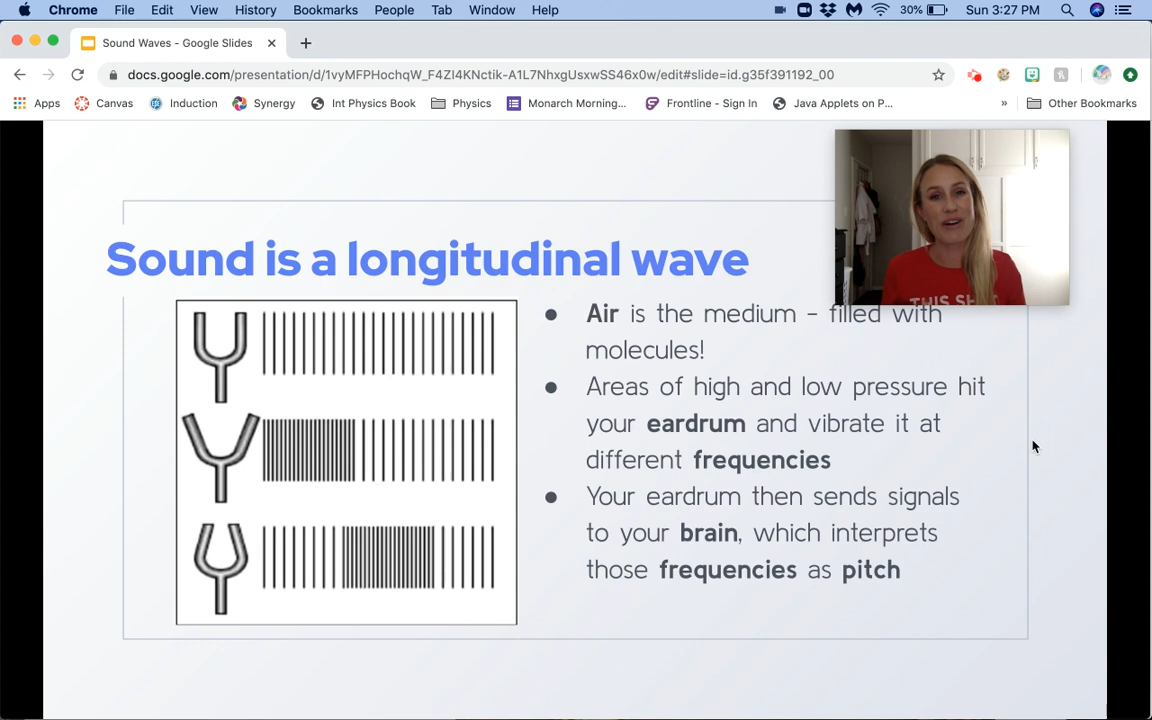 Chrome File Edit View History Bookmarks People Tab Window Help 30% Sun 3:27 PM
Sound Waves - Google Slides
docs.google.com/presentation/d/1vyMFPHochqW_F4ZI4KNctik-A1L7NhxgUsxwSS46x0w/edit#slide=id.g35f391192_00
Apps Canvas Induction Synergy Int Physics Book Physics Monarch Morning... Frontline - Sign In Java Applets on P... » Other Bookmarks
THIS
Sound is a longitudinal wave
Air is the medium - filled with
molecules!
Areas of high and low pressure hit
your eardrum and vibrate it at
different frequencies
Your eardrum then sends signals
to your brain, which interprets
those frequencies as pitch